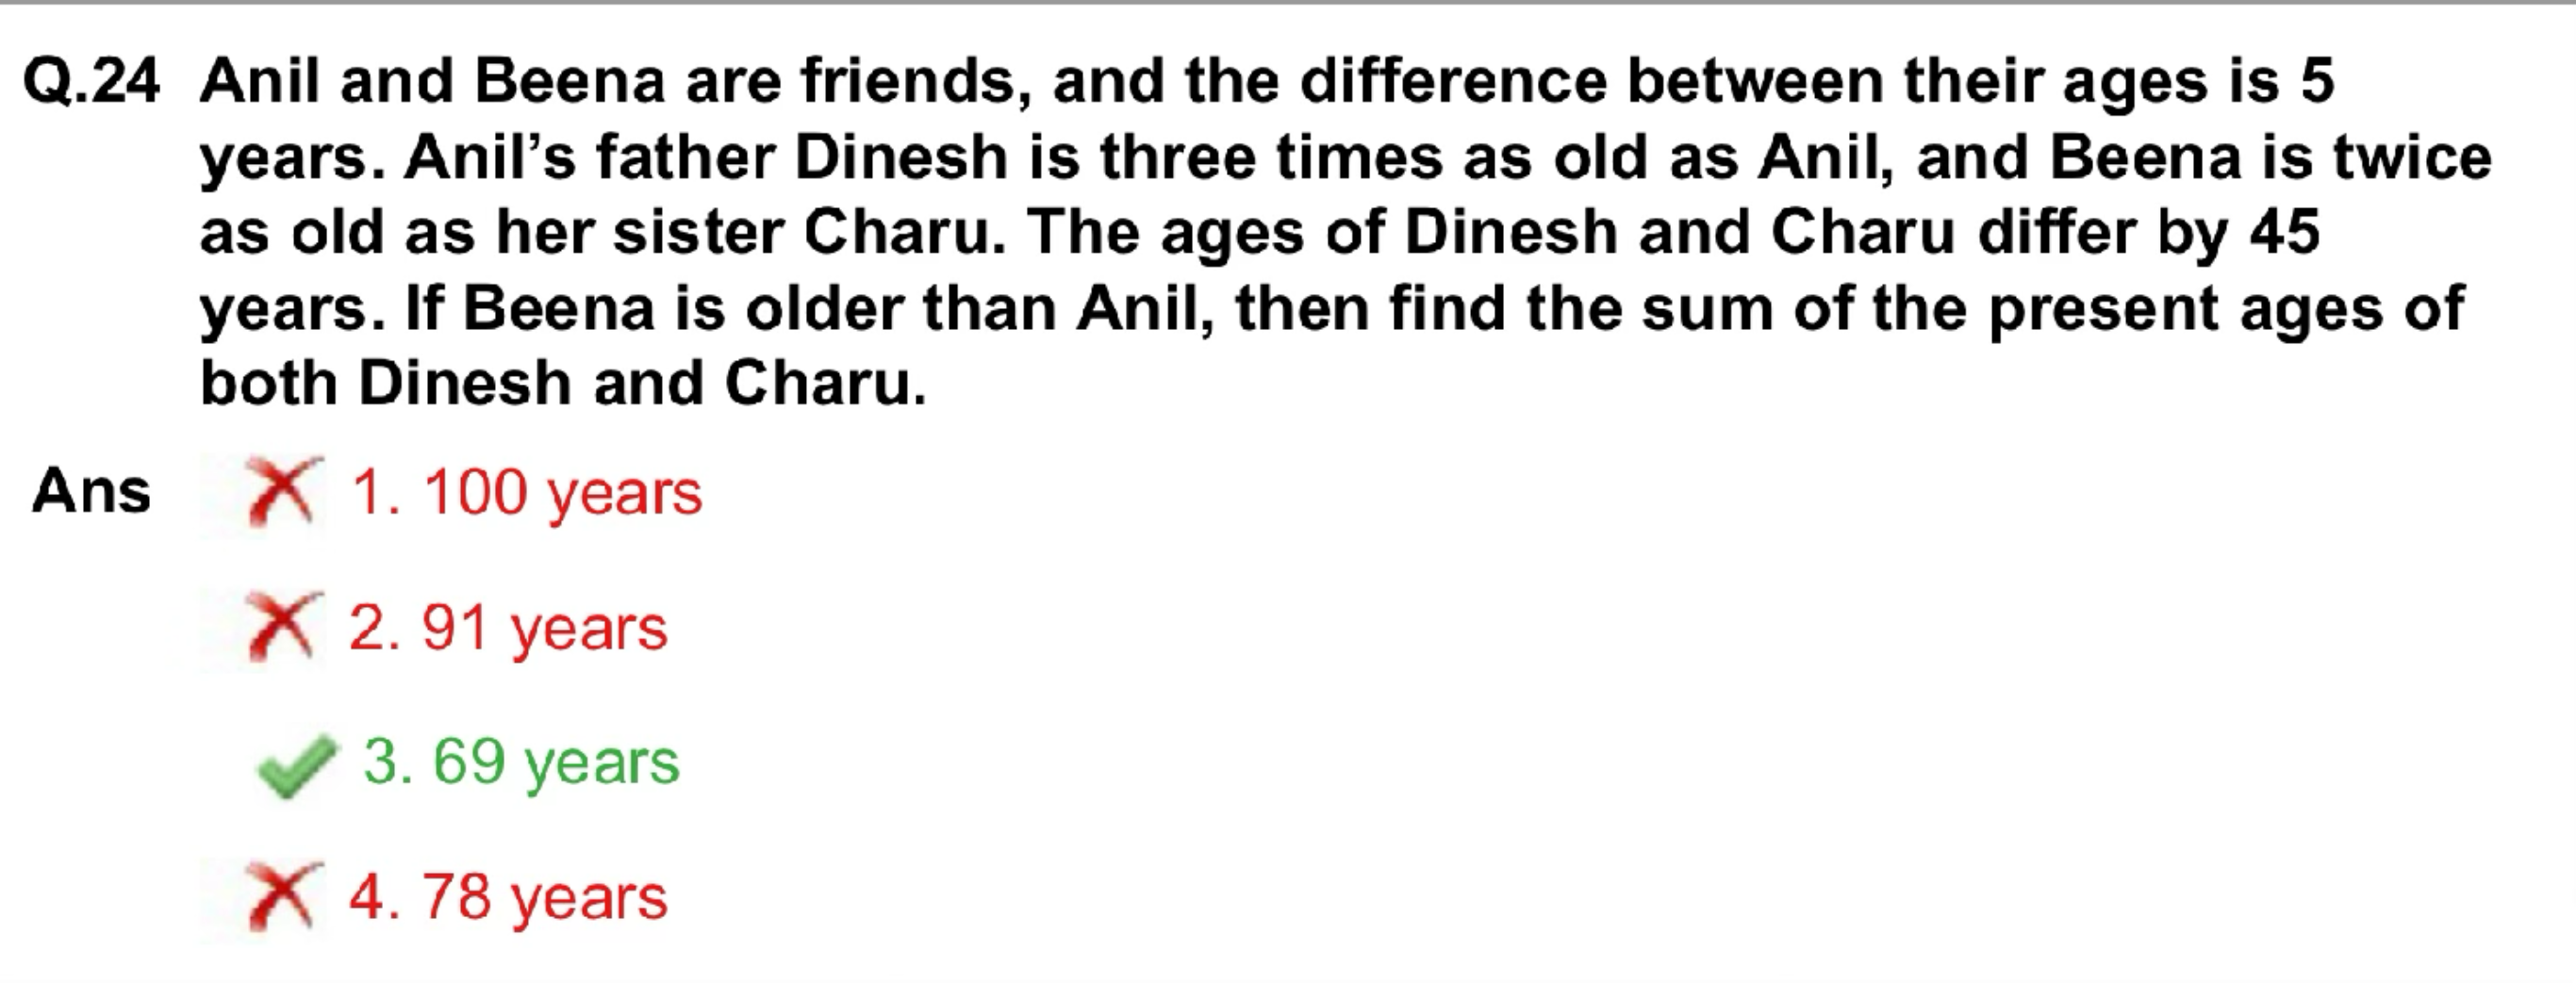 Q.24 Anil and Beena are friends, and the difference between their ages is 5
years. Anil’s father Dinesh is three times as old as Anil, and Beena is twice
as old as her sister Charu. The ages of Dinesh and Charu differ by 45
years. If Beena is older than Anil, then find the sum of the present ages of
both Dinesh and Charu.
Ans 1. 100 years
2. 91 years
3. 69 years
4. 78 years